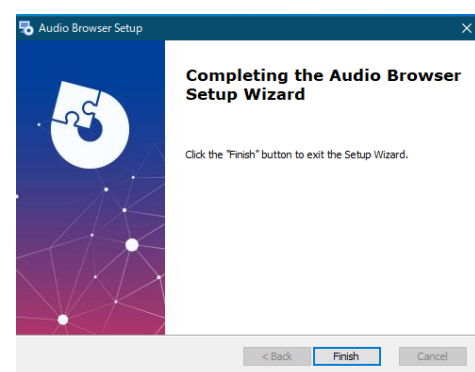 Audio Browser Setup
Completing the Audio Browser
Setup Wizard
Click the "Finish" button to exit the Setup Wizard.
< Back
Finish
Cancel